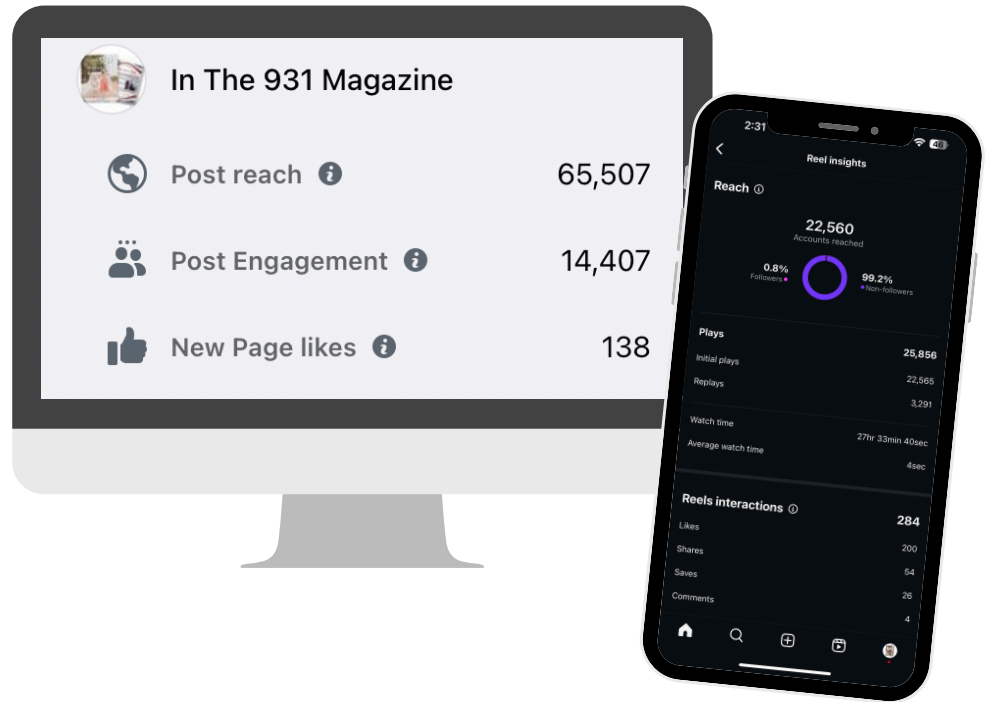 In The 931 Magazine
Post reach 65,507
Post Engagement 14,407
New Page likes 138
2:31 46
Reel insights
Reach
22,560
Accounts reached
0.8%
Followers
99.2%
Non-followers
Plays 25,856
Initial plays 22,565
Replays 3,291
Watch time 27hr 33min 40sec
Average watch time 4sec
Reels interactions 284
Likes 200
Shares 54
Saves 26
Comments 4